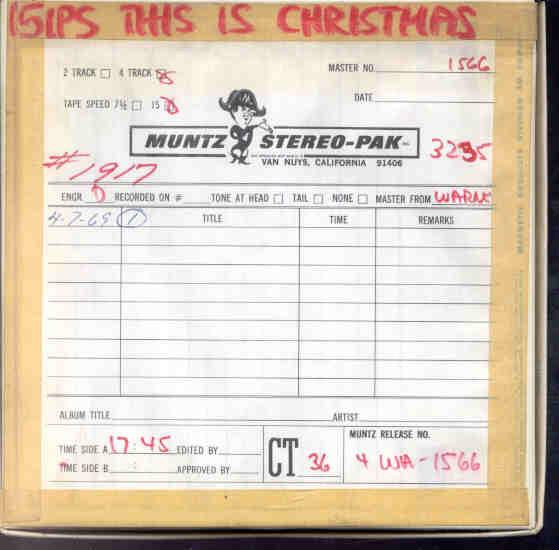 15IPS THIS IS CHRISTMAS
2 TRACK 4 TRACK
MASTER NO. 1566
TAPE SPEED 7½ 15
DATE
MUNTZ STEREO-PAK INC.
VAN NUYS, CALIFORNIA 91406
3235
#1917
ENGR. D RECORDED ON # TONE AT HEAD TAIL NONE MASTER FROM WARNR
4-7-69 1 TITLE TIME REMARKS
ALBUM TITLE ARTIST
TIME SIDE A 17:45 EDITED BY
TIME SIDE B APPROVED BY
CT 36
MUNTZ RELEASE NO.
4 WA-1566